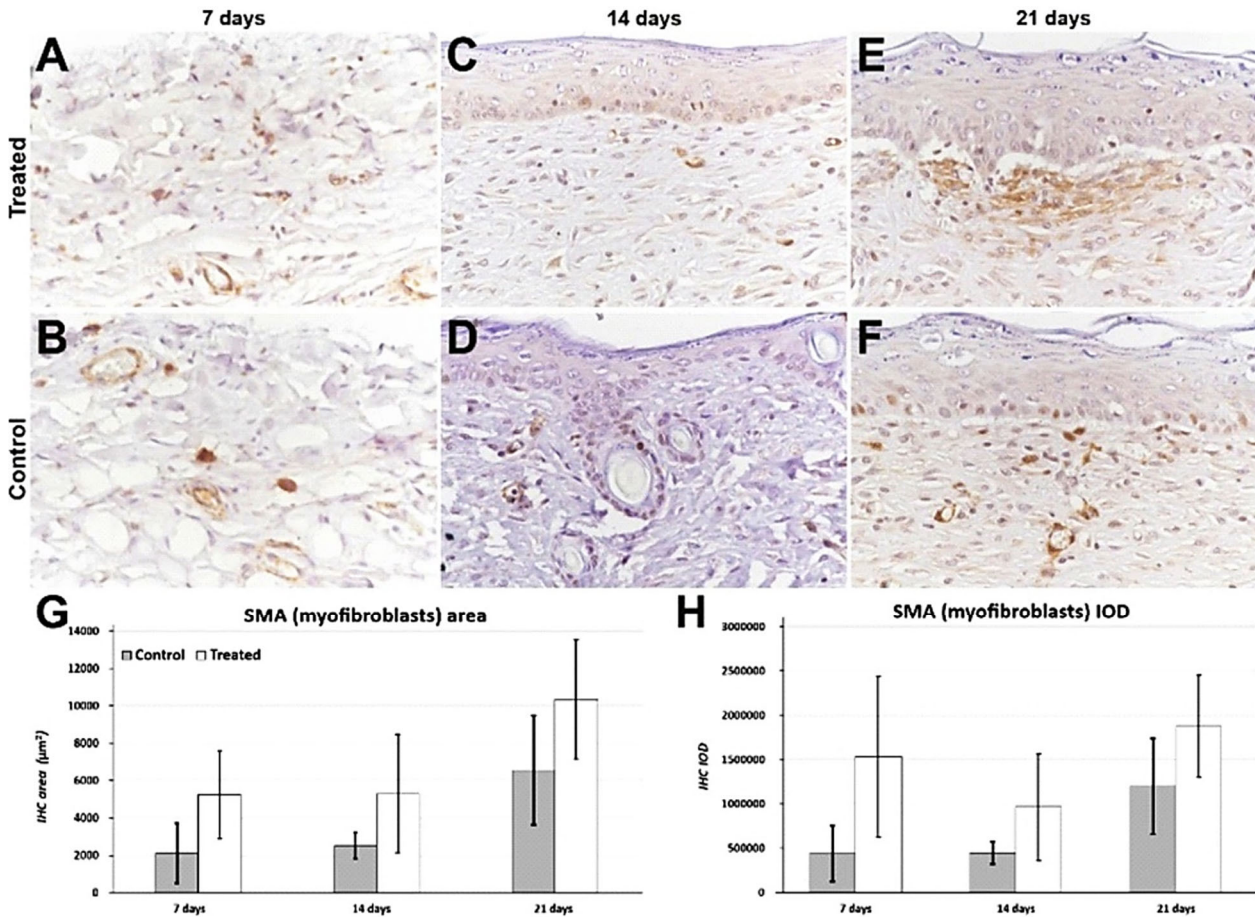 7 days 14 days 21 days
Treated
A
C
E
Control
B
D
F
G
SMA (myofibroblasts) area
IHC area (µm²)
14000
12000
10000
8000
6000
4000
2000
0
Control Treated
7 days 14 days 21 days
H
SMA (myofibroblasts) IOD
IHC IOD
3000000
2500000
2000000
1500000
1000000
500000
0
7 days 14 days 21 days